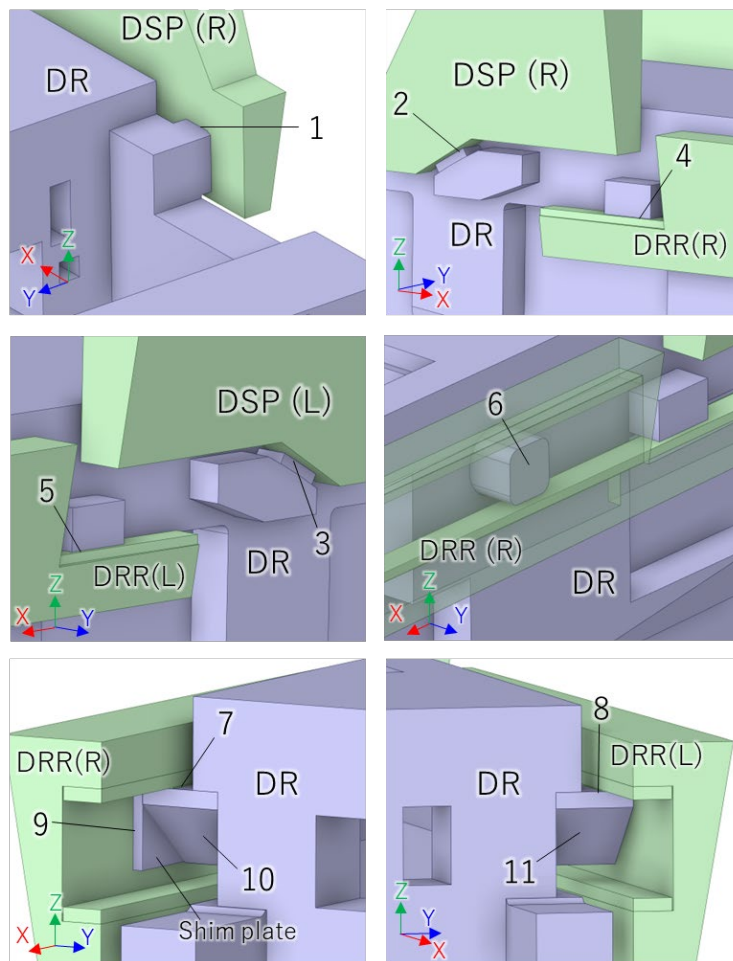 DSP (R)
DR
1
X
Z
Y
DSP (R)
2
4
DR
DRR(R)
Z
Y
X
DSP (L)
5
3
DRR(L)
DR
Z
X
Y
6
DRR (R)
DR
Z
X
Y
7
DRR(R)
DR
9
10
Shim plate
Z
X
Y
8
DRR(L)
DR
11
Z
Y
X